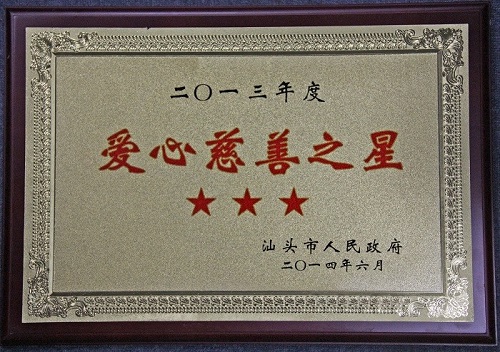 二〇一三年度
爱心慈善之星
★★★
汕头市人民政府
二〇一四年六月